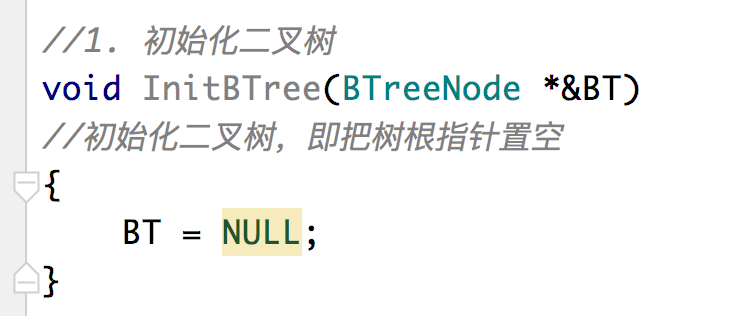 //1. 初始化二叉树
void InitBTree(BTreeNode *&BT)
//初始化二叉树，即把树根指针置空
{
    BT = NULL;
}